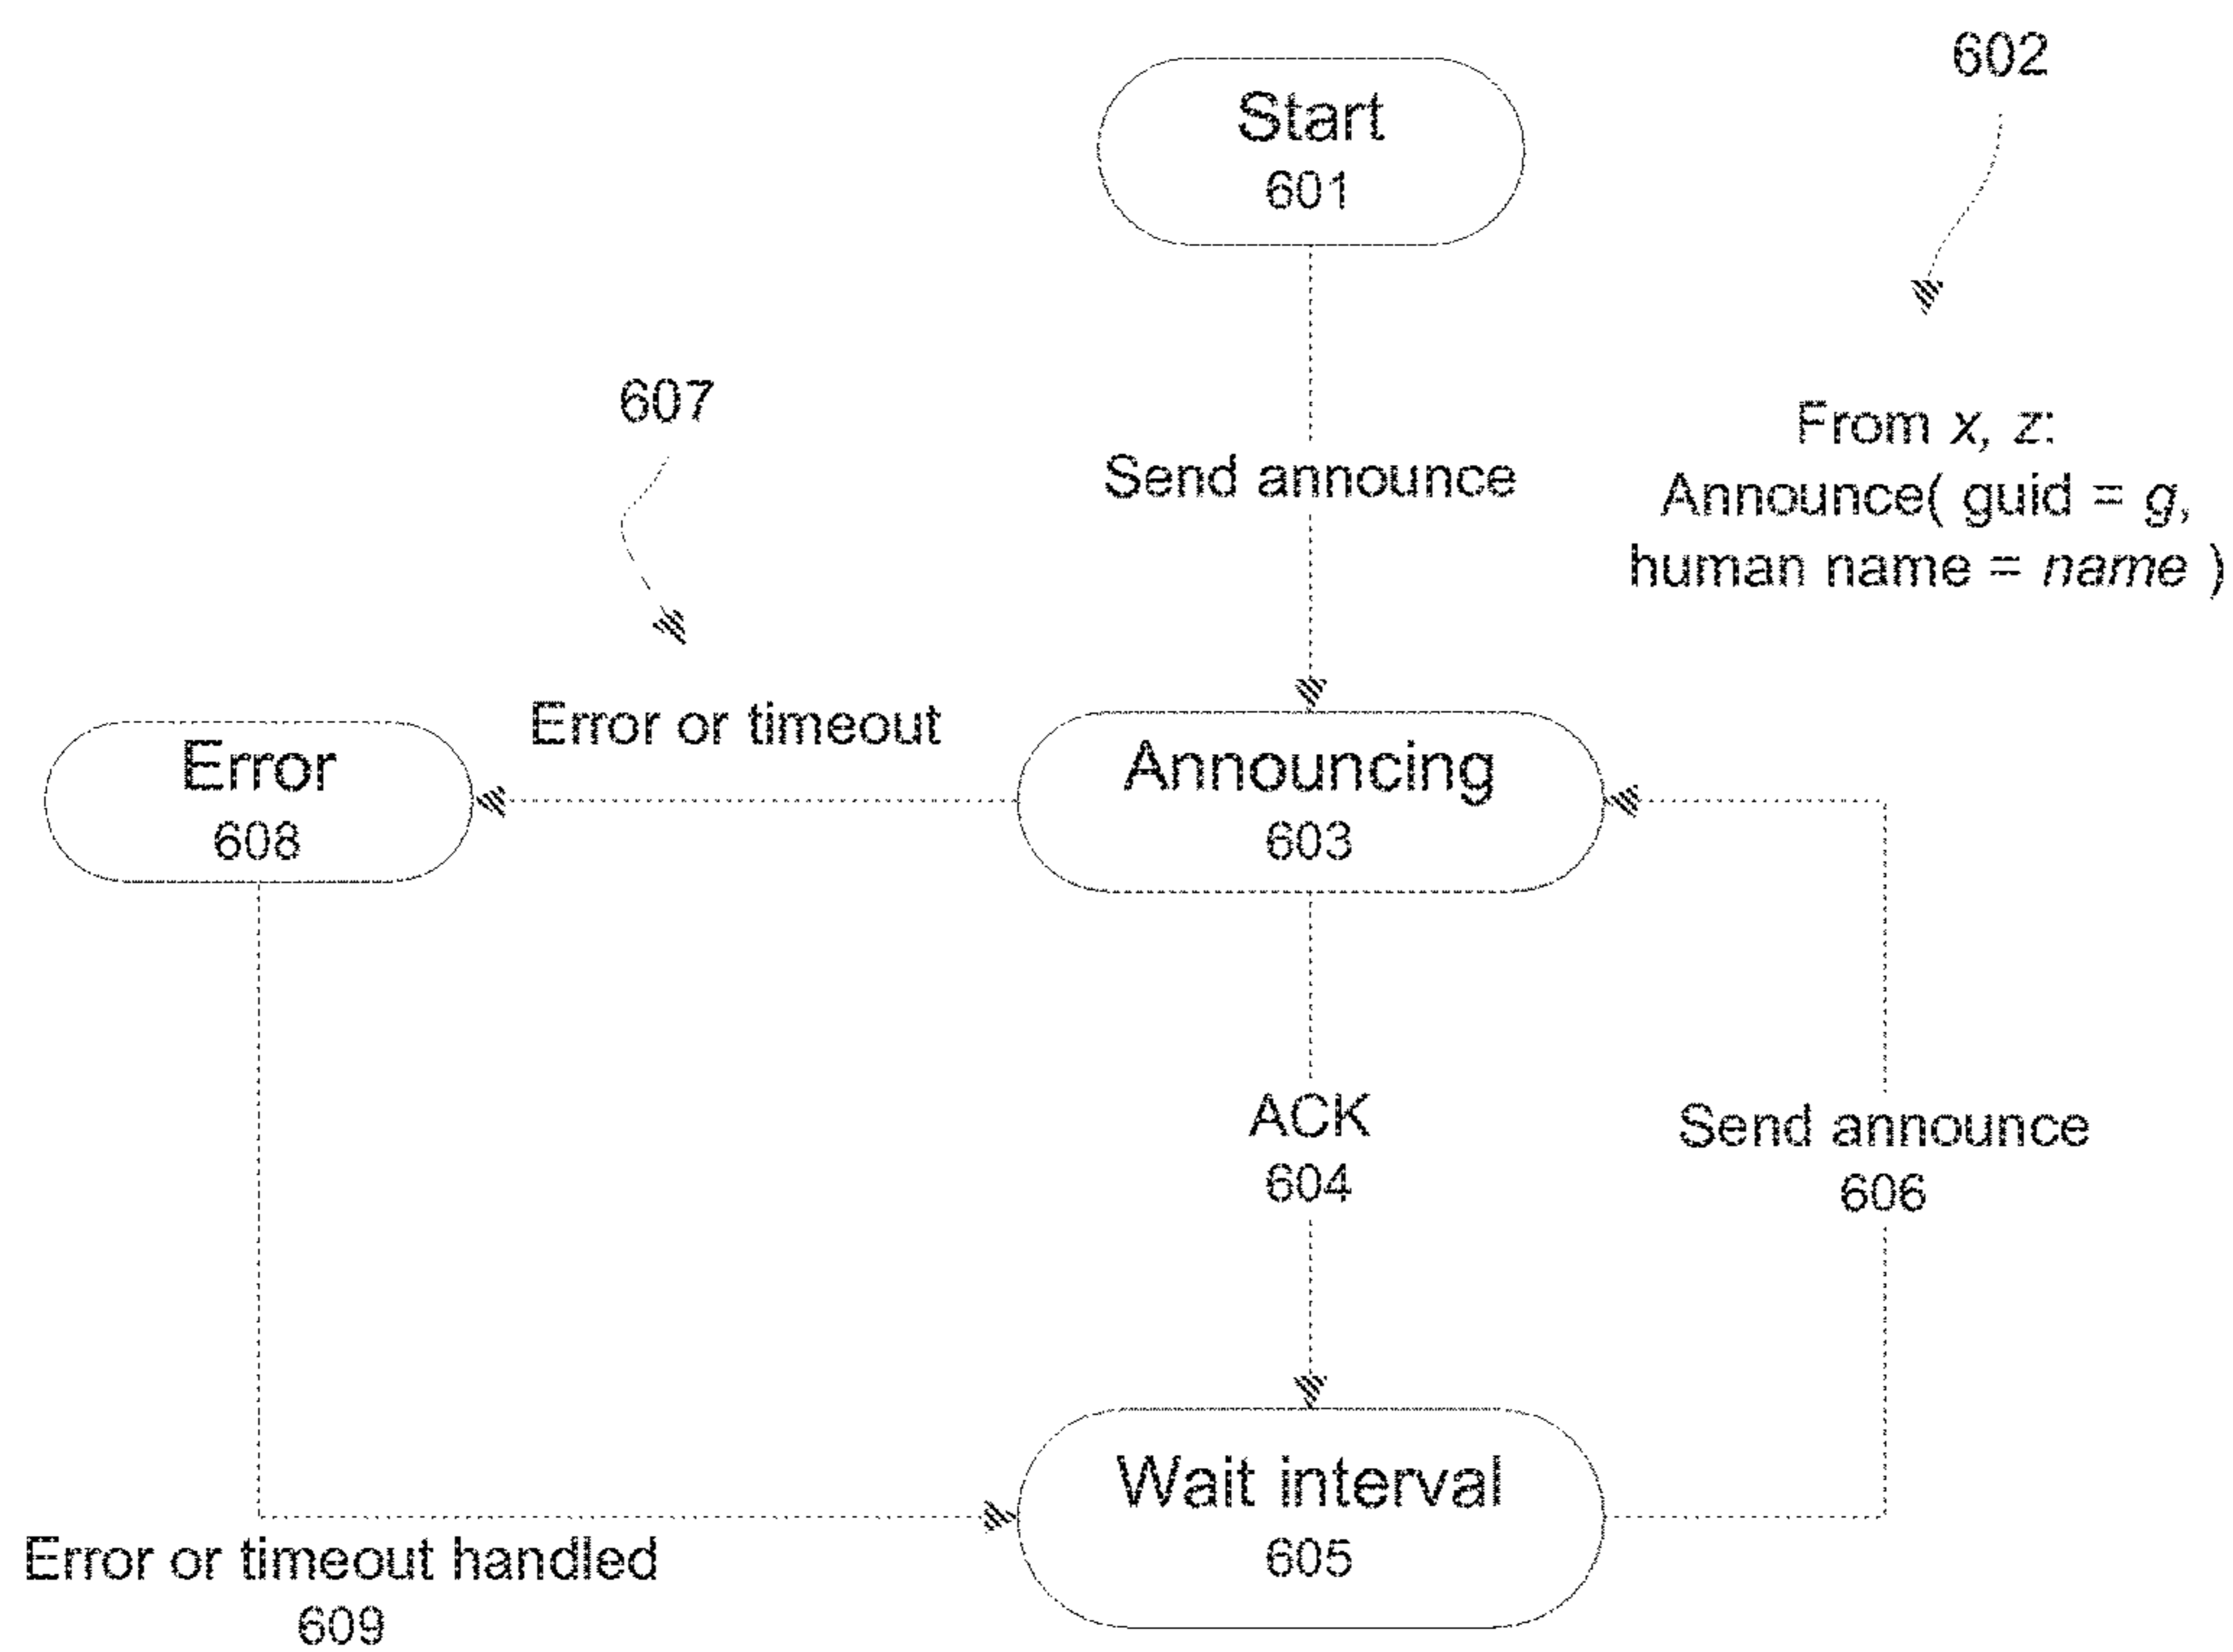 602
Start
601
607
From x, z:
Announce( guid = g,
human name = name )
Send announce
Error or timeout
Error
608
Announcing
603
ACK
604
Send announce
606
Wait interval
605
Error or timeout handled
609